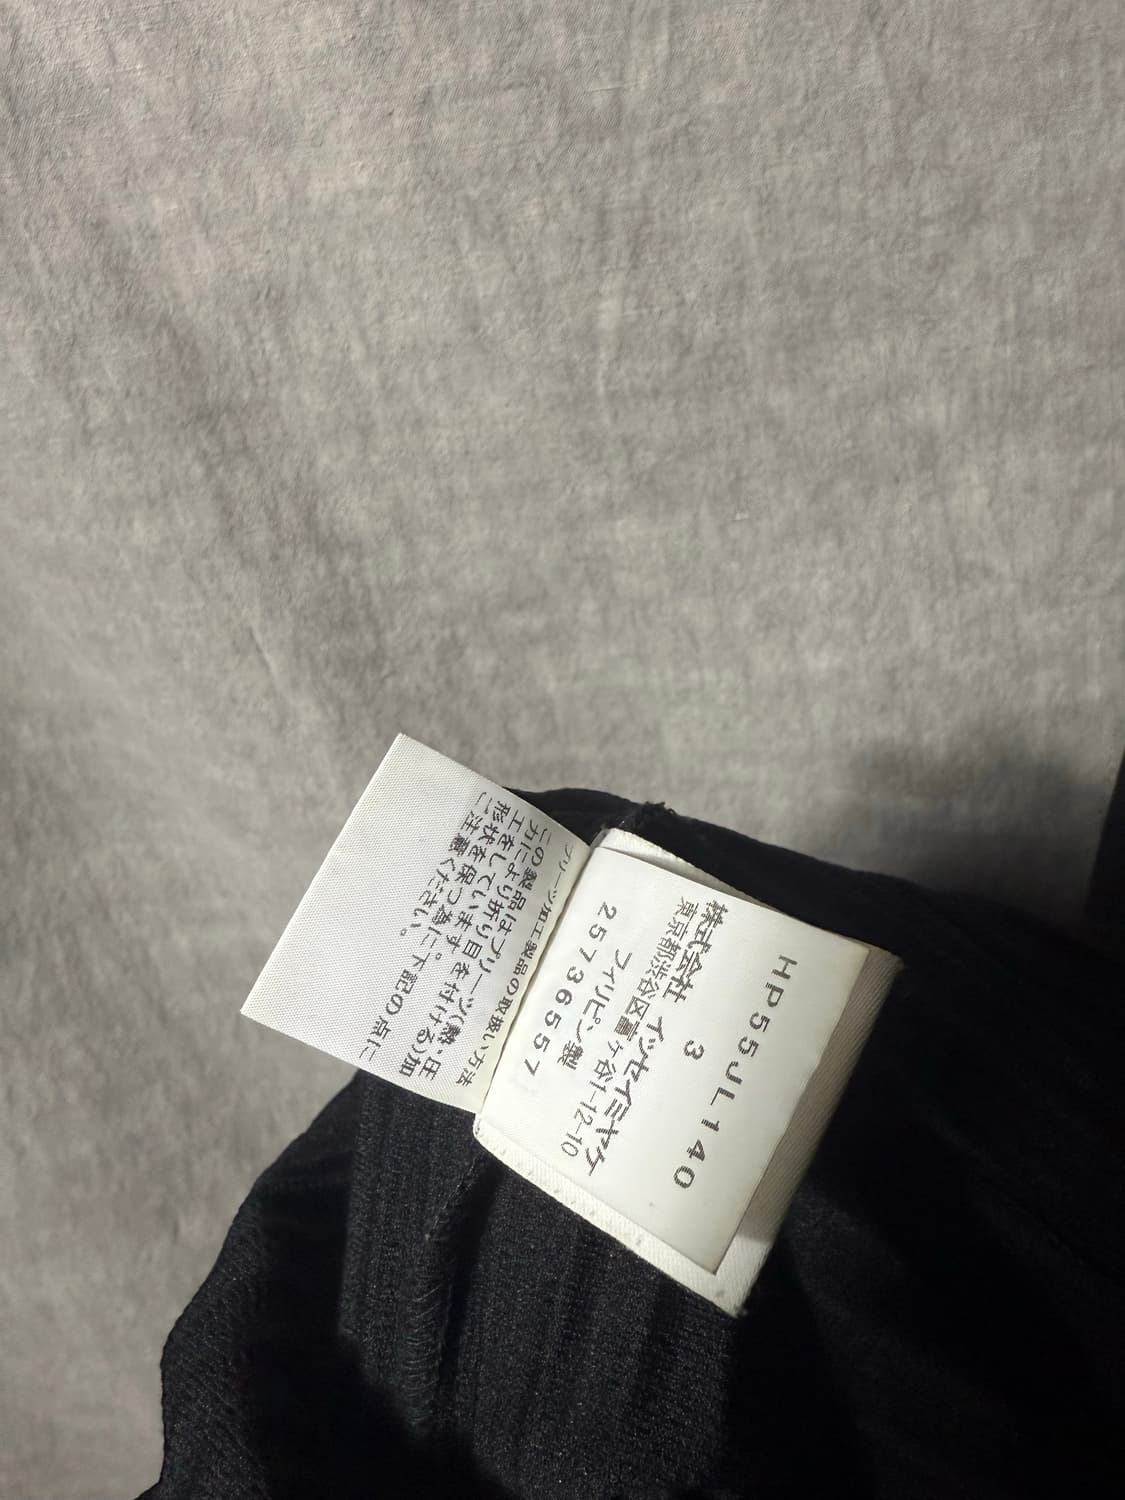 HP55JL140
3
株式会社 イッセイミヤケ
東京都渋谷区富ヶ谷1-12-10
フィリピン製
25736557
プリーツ加工製品の取扱い方法
この製品はプリーツ(熱・圧
力により折り目を付ける)加
工をしています。
形状を保つ為に下記の点に
ご注意ください。